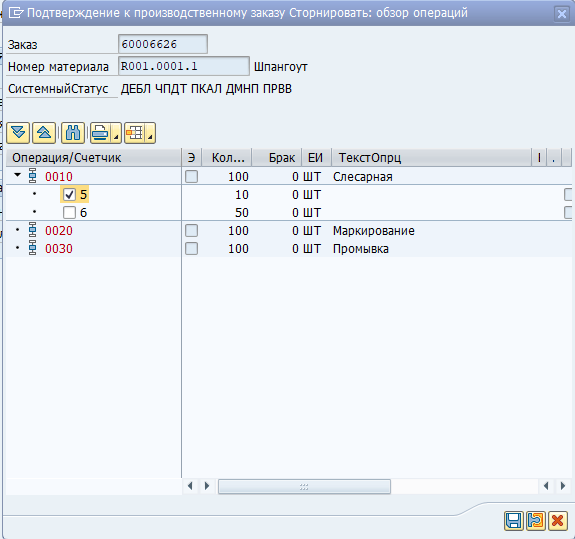 Подтверждение к производственному заказу Сторнировать: обзор операций
Заказ 60006626
Номер материала R001.0001.1 Шпангоут
СистемныйСтатус ДЕБЛ ЧПДТ ПКАЛ ДМНП ПРВВ
Операция/Счетчик Э Кол... Брак ЕИ ТекстОпрц I .
0010 100 0 ШТ Слесарная
5 10 0 ШТ
6 50 0 ШТ
0020 100 0 ШТ Маркирование
0030 100 0 ШТ Промывка